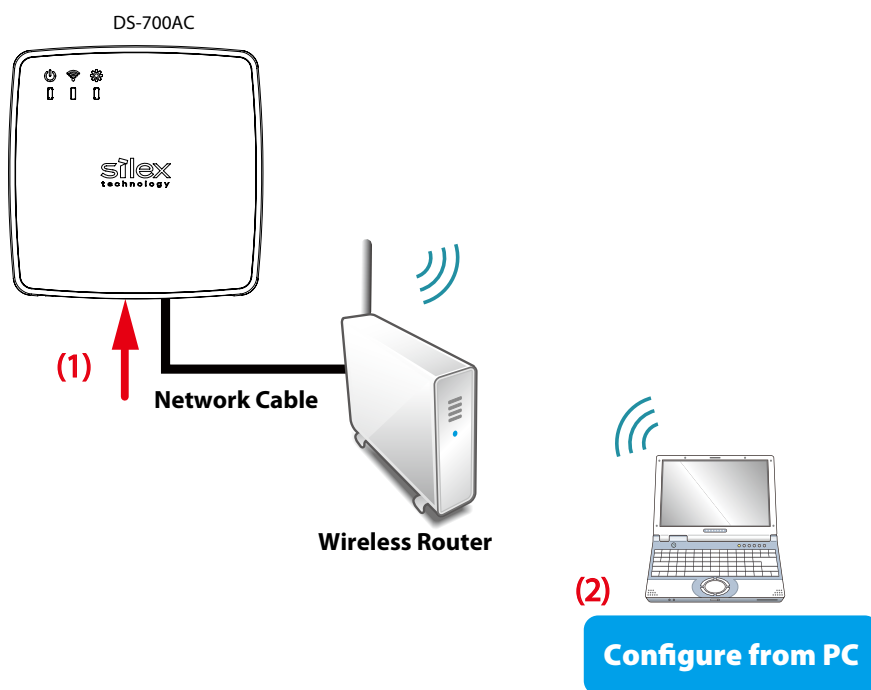 DS-700AC
silex
technology
(1)
Network Cable
Wireless Router
(2)
Configure from PC